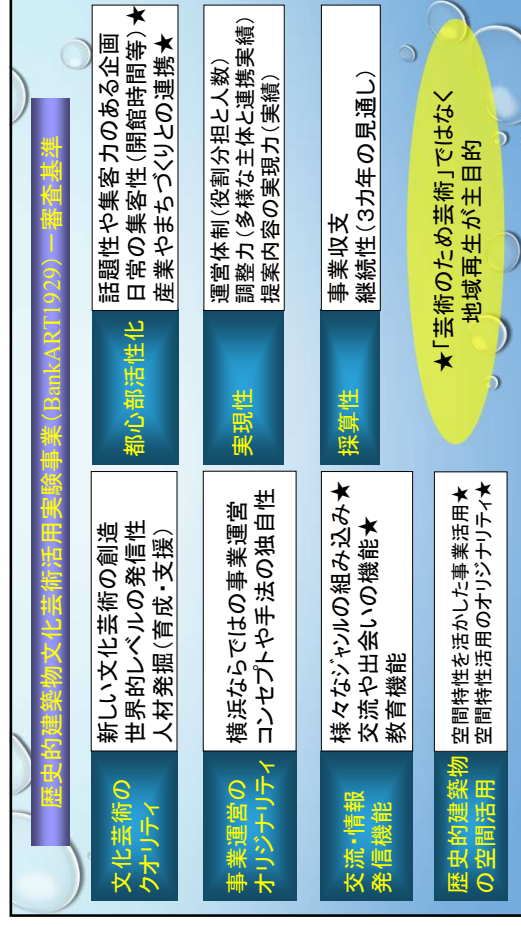 歴史的建築物文化芸術活用実験事業(BankART1929)－審査基準
文化芸術の
クオリティ
新しい文化芸術の創造
世界的レベルの発信性
人材発掘(育成・支援)
事業運営の
オリジナリティ
横浜ならではの事業運営
コンセプトや手法の独自性
交流・情報
発信機能
様々なジャンルの組み込み★
交流や出会いの機能★
教育機能
歴史的建築物
の空間活用
空間特性を活かした事業活用★
空間特性活用のオリジナリティ★
都心部活性化
話題性や集客力のある企画
日常の集客性(開館時間等)★
産業やまちづくりとの連携★
実現性
運営体制(役割分担と人数)
調整力(多様な主体と連携実績)
提案内容の実現力(実績)
採算性
事業収支
継続性(3カ年の見通し)
★「芸術のため芸術」ではなく
地域再生が主目的